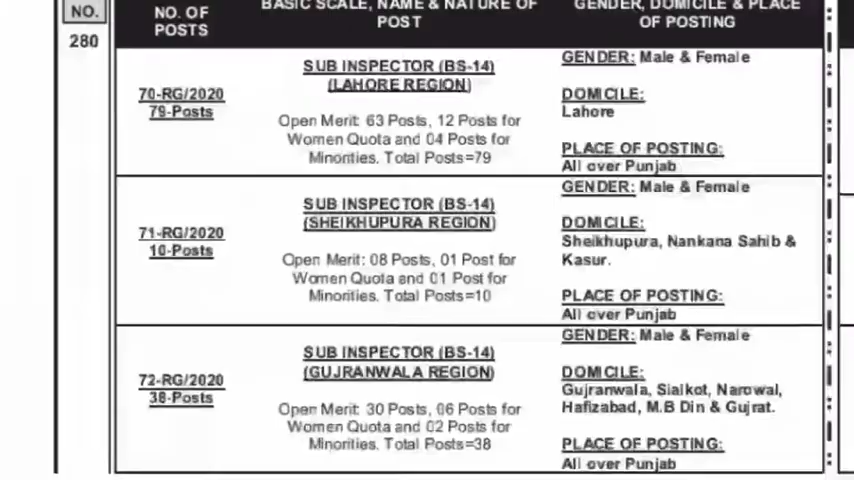 NO.
280
NO. OF
POSTS
BASIC SCALE, NAME & NATURE OF
POST
GENDER, DOMICILE & PLACE
OF POSTING
70-RG/2020
79-Posts
SUB INSPECTOR (BS-14)
(LAHORE REGION)
Open Merit: 63 Posts, 12 Posts for
Women Quota and 04 Posts for
Minorities. Total Posts=79
GENDER: Male & Female
DOMICILE:
Lahore
PLACE OF POSTING:
All over Punjab
71-RG/2020
10-Posts
SUB INSPECTOR (BS-14)
(SHEIKHUPURA REGION)
Open Merit: 08 Posts, 01 Post for
Women Quota and 01 Post for
Minorities. Total Posts=10
GENDER: Male & Female
DOMICILE:
Sheikhupura, Nankana Sahib &
Kasur.
PLACE OF POSTING:
All over Punjab
72-RG/2020
38-Posts
SUB INSPECTOR (BS-14)
(GUJRANWALA REGION)
Open Merit: 30 Posts, 06 Posts for
Women Quota and 02 Posts for
Minorities. Total Posts=38
GENDER: Male & Female
DOMICILE:
Gujranwala, Sialkot, Narowal,
Hafizabad, M.B Din & Gujrat.
PLACE OF POSTING:
All over Punjab